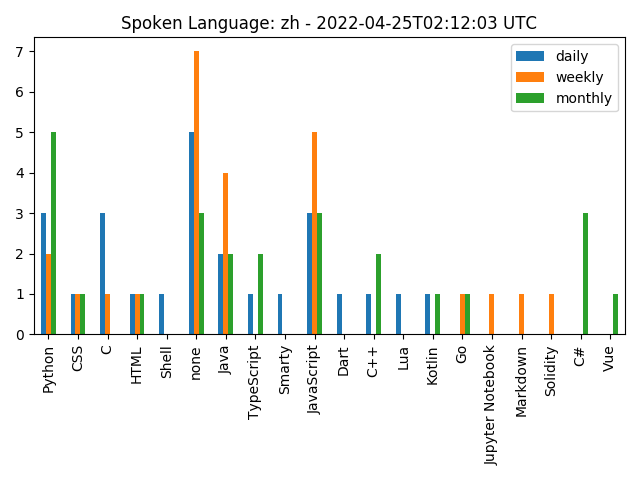 Spoken Language: zh - 2022-04-25T02:12:03 UTC
daily
weekly
monthly
7
6
5
4
3
2
1
0
Python
CSS
C
HTML
Shell
none
Java
TypeScript
Smarty
JavaScript
Dart
C++
Lua
Kotlin
Go
Jupyter Notebook
Markdown
Solidity
C#
Vue